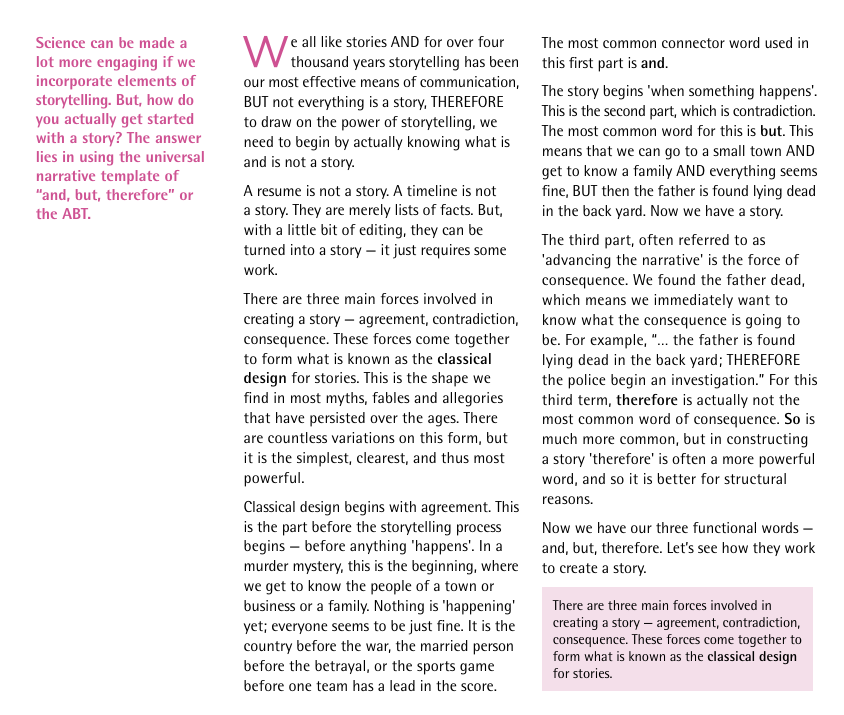 Science can be made a
lot more engaging if we
incorporate elements of
storytelling. But, how do
you actually get started
with a story? The answer
lies in using the universal
narrative template of
“and, but, therefore” or
the ABT.
We all like stories AND for over four
thousand years storytelling has been
our most effective means of communication,
BUT not everything is a story, THEREFORE
to draw on the power of storytelling, we
need to begin by actually knowing what is
and is not a story.
A resume is not a story. A timeline is not
a story. They are merely lists of facts. But,
with a little bit of editing, they can be
turned into a story — it just requires some
work.
There are three main forces involved in
creating a story — agreement, contradiction,
consequence. These forces come together
to form what is known as the classical
design for stories. This is the shape we
find in most myths, fables and allegories
that have persisted over the ages. There
are countless variations on this form, but
it is the simplest, clearest, and thus most
powerful.
Classical design begins with agreement. This
is the part before the storytelling process
begins — before anything 'happens'. In a
murder mystery, this is the beginning, where
we get to know the people of a town or
business or a family. Nothing is 'happening'
yet; everyone seems to be just fine. It is the
country before the war, the married person
before the betrayal, or the sports game
before one team has a lead in the score.
The most common connector word used in
this first part is and.
The story begins 'when something happens'.
This is the second part, which is contradiction.
The most common word for this is but. This
means that we can go to a small town AND
get to know a family AND everything seems
fine, BUT then the father is found lying dead
in the back yard. Now we have a story.
The third part, often referred to as
'advancing the narrative' is the force of
consequence. We found the father dead,
which means we immediately want to
know what the consequence is going to
be. For example, “... the father is found
lying dead in the back yard; THEREFORE
the police begin an investigation.” For this
third term, therefore is actually not the
most common word of consequence. So is
much more common, but in constructing
a story 'therefore' is often a more powerful
word, and so it is better for structural
reasons.
Now we have our three functional words —
and, but, therefore. Let’s see how they work
to create a story.
There are three main forces involved in
creating a story — agreement, contradiction,
consequence. These forces come together to
form what is known as the classical design
for stories.